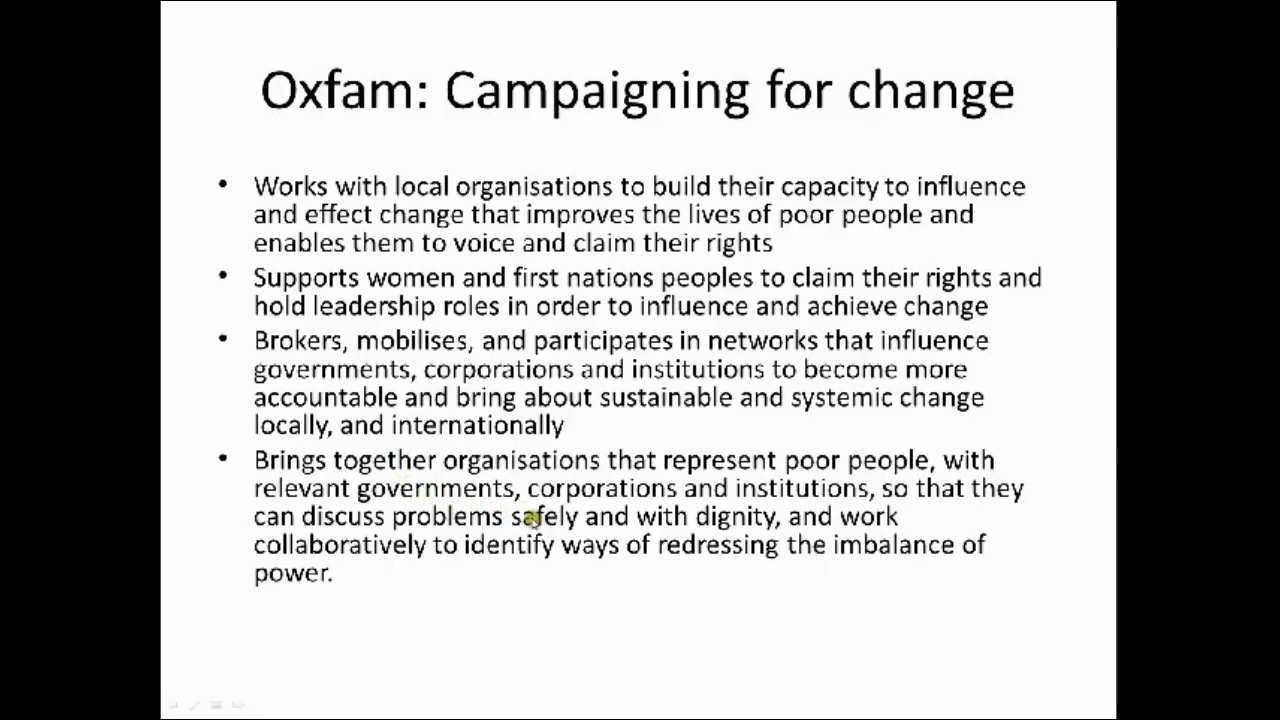 Oxfam: Campaigning for change
• Works with local organisations to build their capacity to influence
and effect change that improves the lives of poor people and
enables them to voice and claim their rights
• Supports women and first nations peoples to claim their rights and
hold leadership roles in order to influence and achieve change
• Brokers, mobilises, and participates in networks that influence
governments, corporations and institutions to become more
accountable and bring about sustainable and systemic change
locally, and internationally
• Brings together organisations that represent poor people, with
relevant governments, corporations and institutions, so that they
can discuss problems safely and with dignity, and work
collaboratively to identify ways of redressing the imbalance of
power.